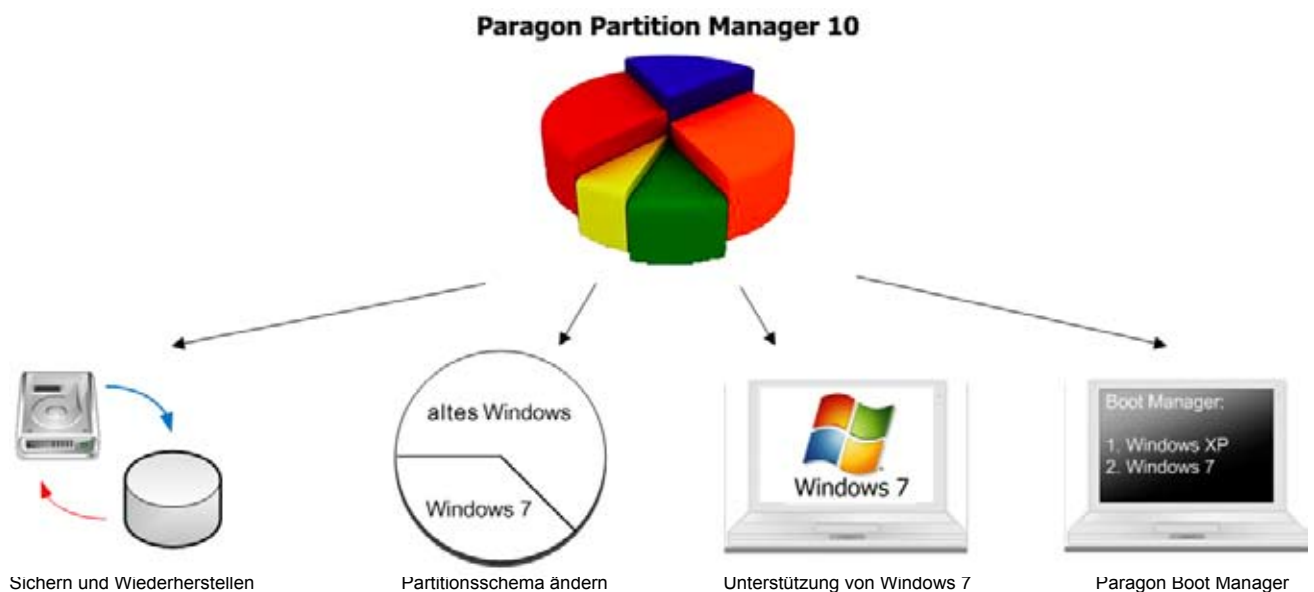 Paragon Partition Manager 10
altes Windows
Windows 7
Windows 7
Boot Manager:
1. Windows XP
2. Windows 7
Sichern und Wiederherstellen
Partitionsschema ändern
Unterstützung von Windows 7
Paragon Boot Manager